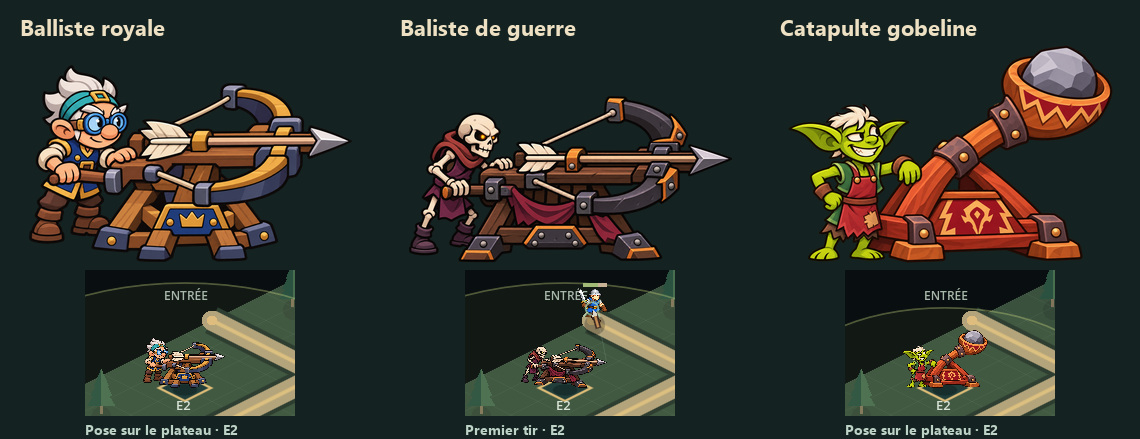 Balliste royale
Baliste de guerre
Catapulte gobeline
ENTRÉE
E2
ENTRÉE
E2
ENTRÉE
E2
Pose sur le plateau · E2
Premier tir · E2
Pose sur le plateau · E2